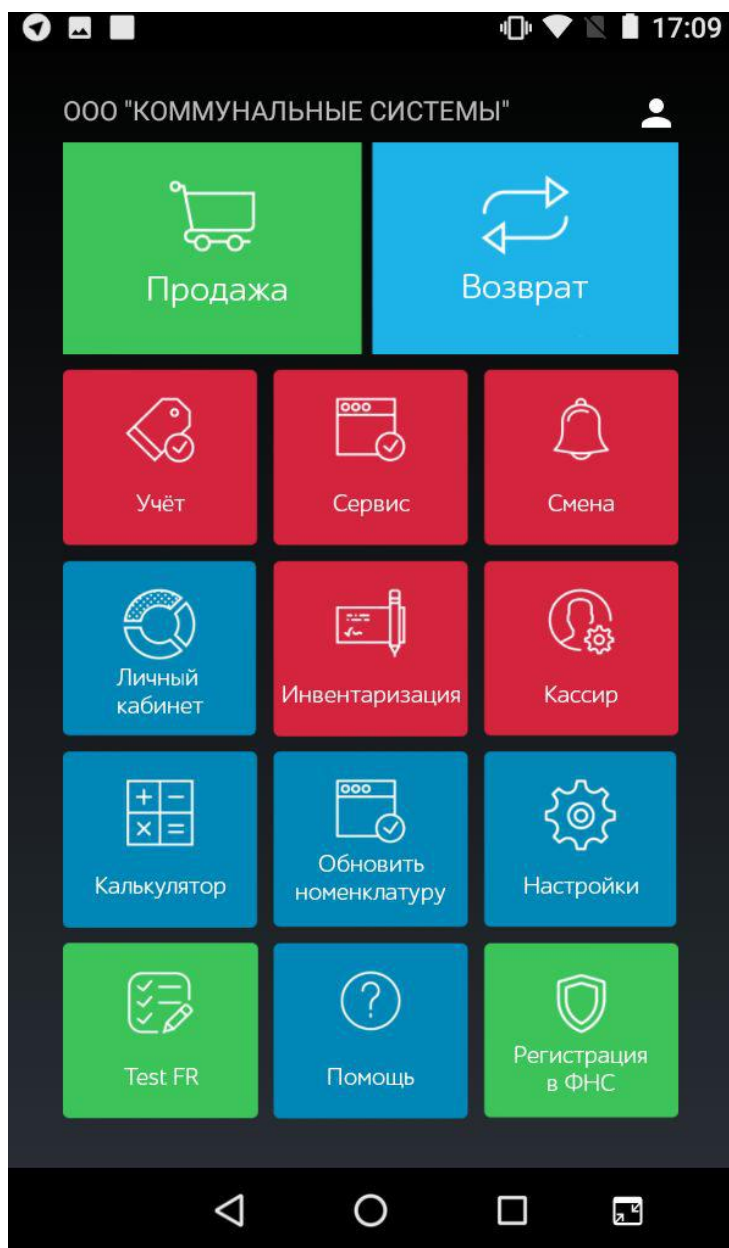 17:09
ООО "КОММУНАЛЬНЫЕ СИСТЕМЫ"
Продажа
Возврат
Учёт
Сервис
Смена
Личный
кабинет
Инвентаризация
Кассир
Калькулятор
Обновить
номенклатуру
Настройки
Test FR
Помощь
Регистрация
в ФНС